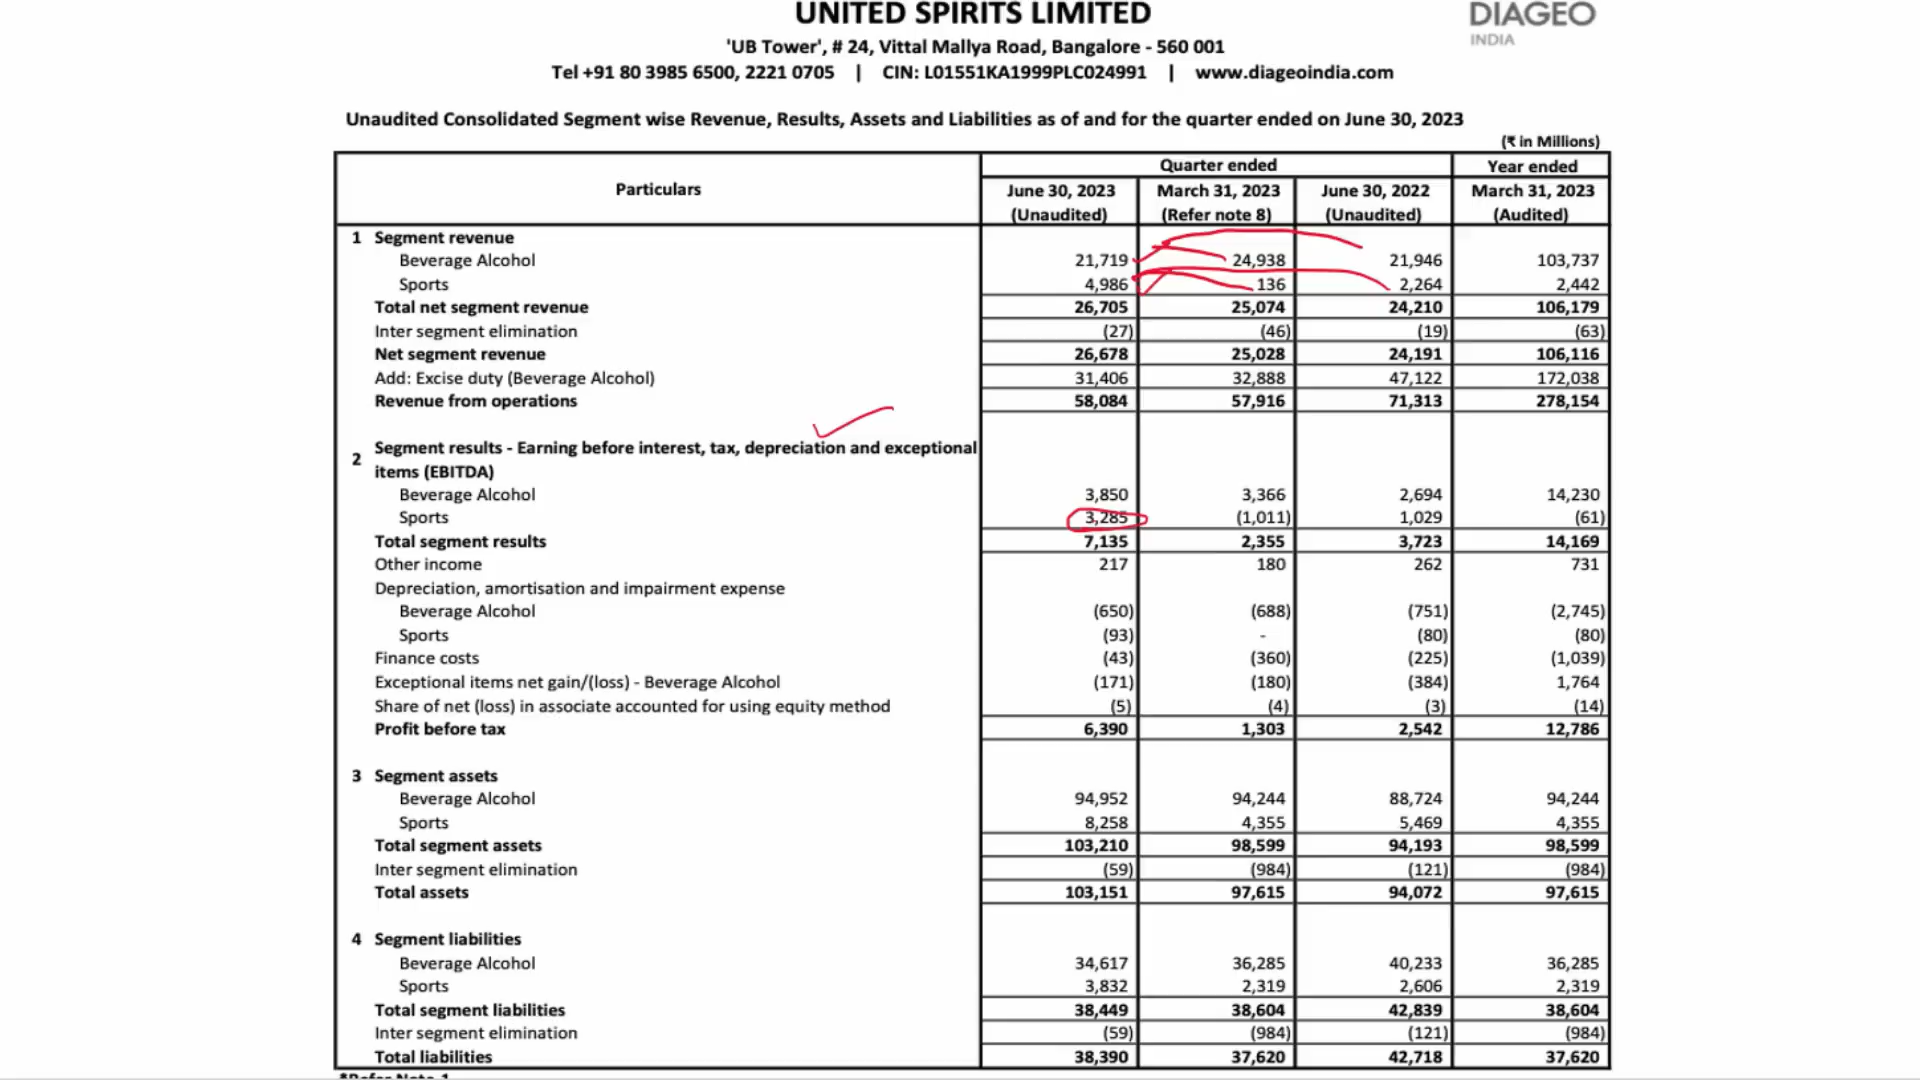 UNITED SPIRITS LIMITED
DIAGEO
INDIA
'UB Tower', # 24, Vittal Mallya Road, Bangalore - 560 001
Tel +91 80 3985 6500, 2221 0705 | CIN: L01551KA1999PLC024991 | www.diageoindia.com
Unaudited Consolidated Segment wise Revenue, Results, Assets and Liabilities as of and for the quarter ended on June 30, 2023
(₹ in Millions)
Particulars Quarter ended Year ended
June 30, 2023 March 31, 2023 June 30, 2022 March 31, 2023
(Unaudited) (Refer note 8) (Unaudited) (Audited)
1 Segment revenue
Beverage Alcohol 21,719 24,938 21,946 103,737
Sports 4,986 136 2,264 2,442
Total net segment revenue 26,705 25,074 24,210 106,179
Inter segment elimination (27) (46) (19) (63)
Net segment revenue 26,678 25,028 24,191 106,116
Add: Excise duty (Beverage Alcohol) 31,406 32,888 47,122 172,038
Revenue from operations 58,084 57,916 71,313 278,154
2 Segment results - Earning before interest, tax, depreciation and exceptional
items (EBITDA)
Beverage Alcohol 3,850 3,366 2,694 14,230
Sports 3,285 (1,011) 1,029 (61)
Total segment results 7,135 2,355 3,723 14,169
Other income 217 180 262 731
Depreciation, amortisation and impairment expense
Beverage Alcohol (650) (688) (751) (2,745)
Sports (93) - (80) (80)
Finance costs (43) (360) (225) (1,039)
Exceptional items net gain/(loss) - Beverage Alcohol (171) (180) (384) 1,764
Share of net (loss) in associate accounted for using equity method (5) (4) (3) (14)
Profit before tax 6,390 1,303 2,542 12,786
3 Segment assets
Beverage Alcohol 94,952 94,244 88,724 94,244
Sports 8,258 4,355 5,469 4,355
Total segment assets 103,210 98,599 94,193 98,599
Inter segment elimination (59) (984) (121) (984)
Total assets 103,151 97,615 94,072 97,615
4 Segment liabilities
Beverage Alcohol 34,617 36,285 40,233 36,285
Sports 3,832 2,319 2,606 2,319
Total segment liabilities 38,449 38,604 42,839 38,604
Inter segment elimination (59) (984) (121) (984)
Total liabilities 38,390 37,620 42,718 37,620
*Refer Note 1